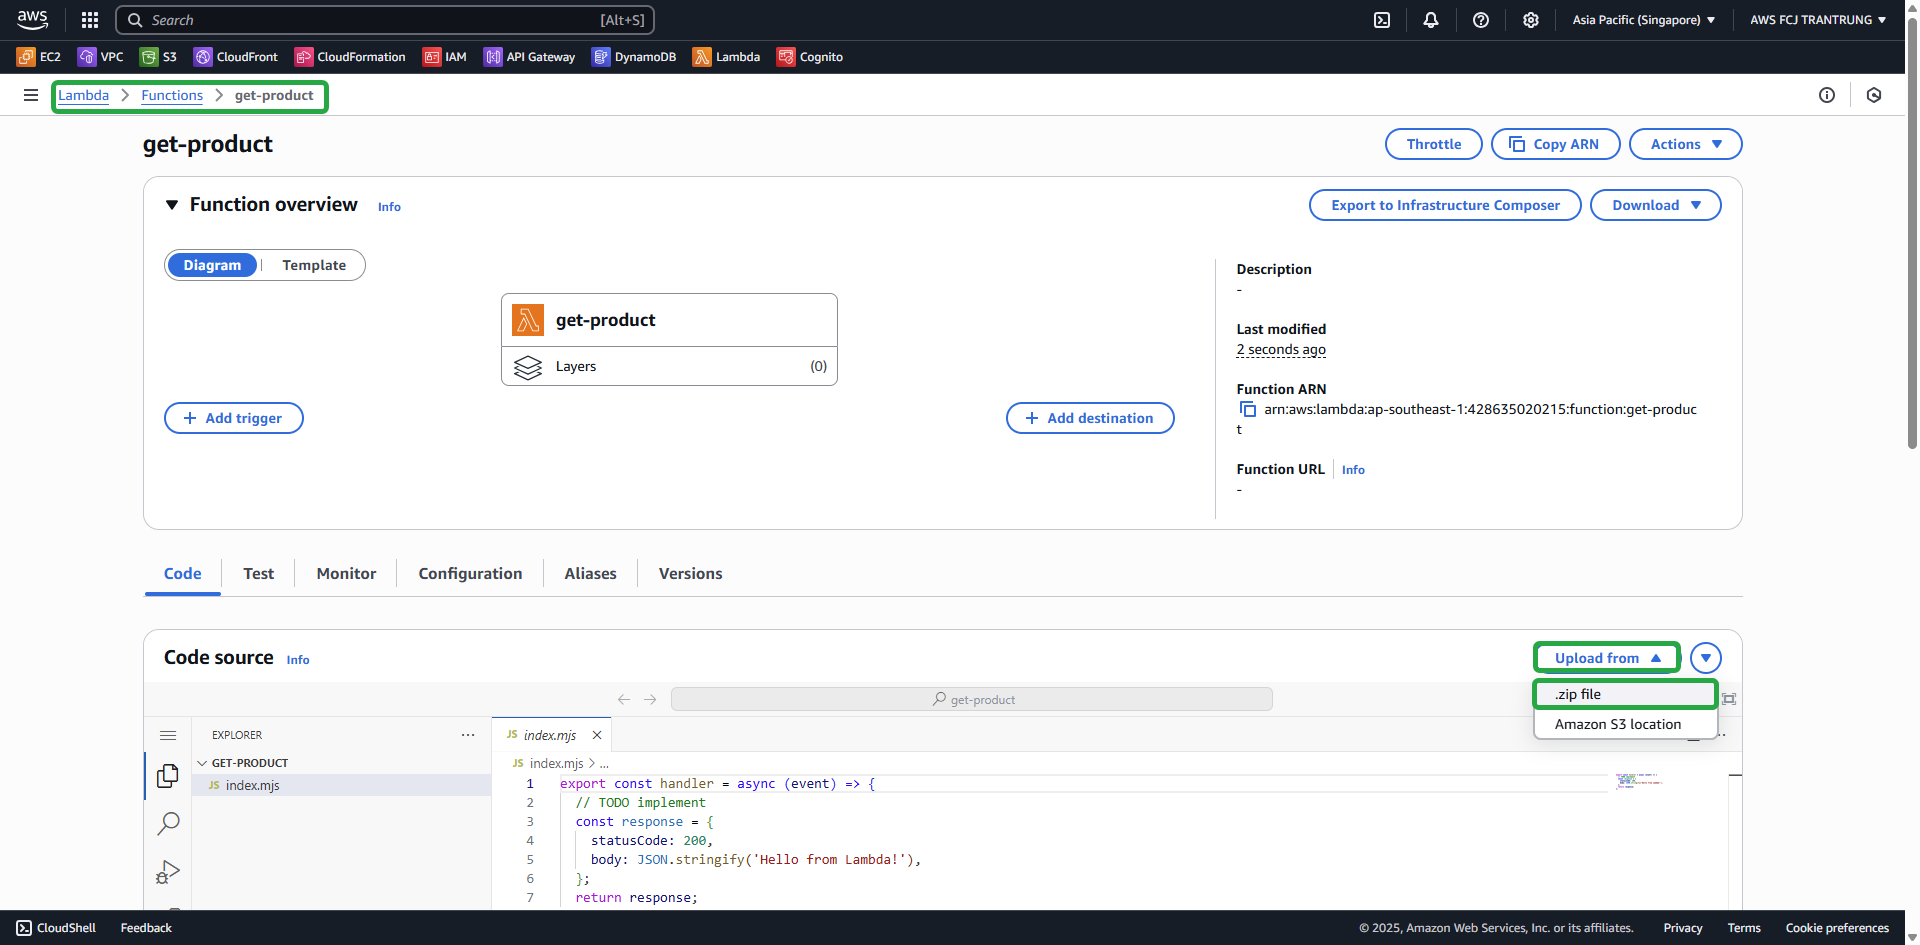 aws
Search [Alt+S]
Asia Pacific (Singapore)
AWS FCJ TRANTRUNG
EC2 VPC S3 CloudFront CloudFormation IAM API Gateway DynamoDB Lambda Cognito
Lambda > Functions > get-product
get-product
Throttle
Copy ARN
Actions
Function overview Info
Export to Infrastructure Composer
Download
Diagram | Template
get-product
Layers (0)
+ Add trigger
+ Add destination
Description
-
Last modified
2 seconds ago
Function ARN
arn:aws:lambda:ap-southeast-1:428635020215:function:get-produc
t
Function URL Info
-
Code Test Monitor Configuration Aliases Versions
Code source Info
Upload from
.zip file
Amazon S3 location
get-product
EXPLORER
GET-PRODUCT
JS index.mjs
JS index.mjs
JS index.mjs > ...
1 export const handler = async (event) => {
2 // TODO implement
3 const response = {
4 statusCode: 200,
5 body: JSON.stringify('Hello from Lambda!'),
6 };
7 return response;
CloudShell Feedback
© 2025, Amazon Web Services, Inc. or its affiliates. Privacy Terms Cookie preferences